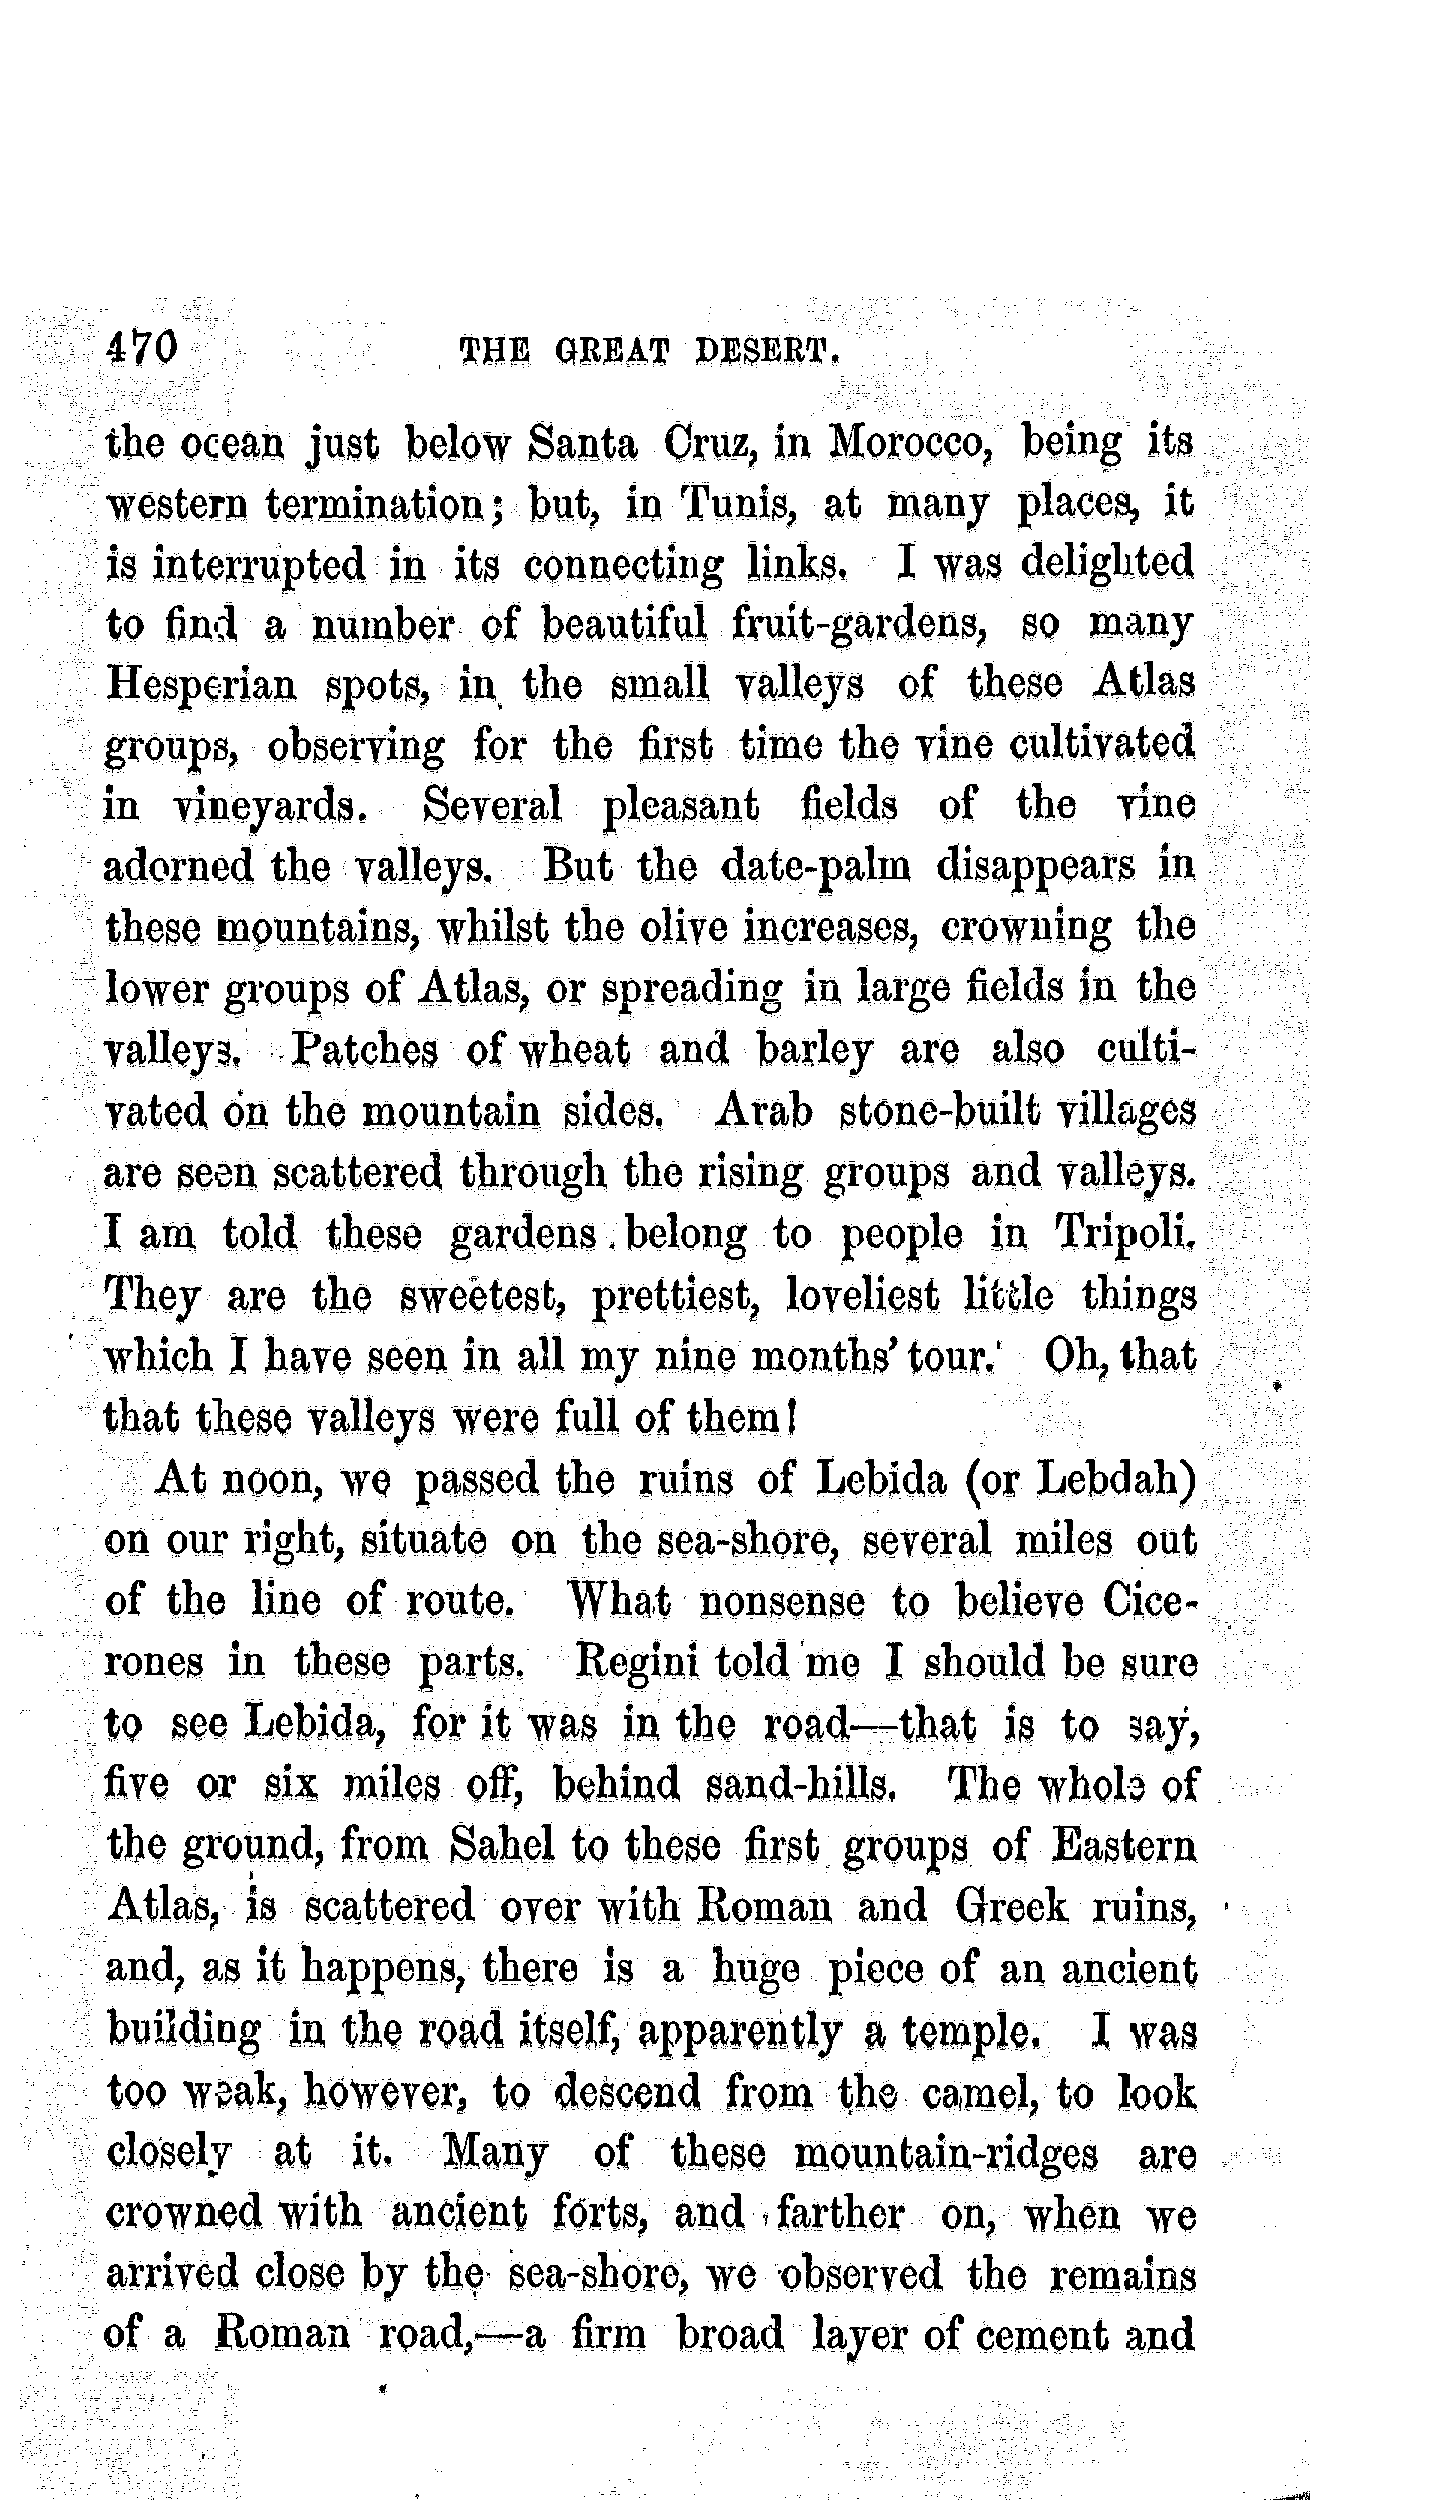 470 THE GREAT DESERT.
the ocean just below Santa Cruz, in Morocco, being its
western termination; but, in Tunis, at many places, it
is interrupted in its connecting links. I was delighted
to find a number of beautiful fruit-gardens, so many
Hesperian spots, in the small valleys of these Atlas
groups, observing for the first time the vine cultivated
in vineyards. Several pleasant fields of the vine
adorned the valleys. But the date-palm disappears in
these mountains, whilst the olive increases, crowning the
lower groups of Atlas, or spreading in large fields in the
valleys. Patches of wheat and barley are also culti-
vated on the mountain sides. Arab stone-built villages
are seen scattered through the rising groups and valleys.
I am told these gardens belong to people in Tripoli.
They are the sweetest, prettiest, loveliest little things
which I have seen in all my nine months' tour. Oh, that
that these valleys were full of them!
At noon, we passed the ruins of Lebida (or Lebdah)
on our right, situate on the sea-shore, several miles out
of the line of route. What nonsense to believe Cice-
rones in these parts. Regini told me I should be sure
to see Lebida, for it was in the road—that is to say,
five or six miles off, behind sand-hills. The whole of
the ground, from Sahel to these first groups of Eastern
Atlas, is scattered over with Roman and Greek ruins,
and, as it happens, there is a huge piece of an ancient
building in the road itself, apparently a temple. I was
too weak, however, to descend from the camel, to look
closely at it. Many of these mountain-ridges are
crowned with ancient forts, and farther on, when we
arrived close by the sea-shore, we observed the remains
of a Roman road,—a firm broad layer of cement and